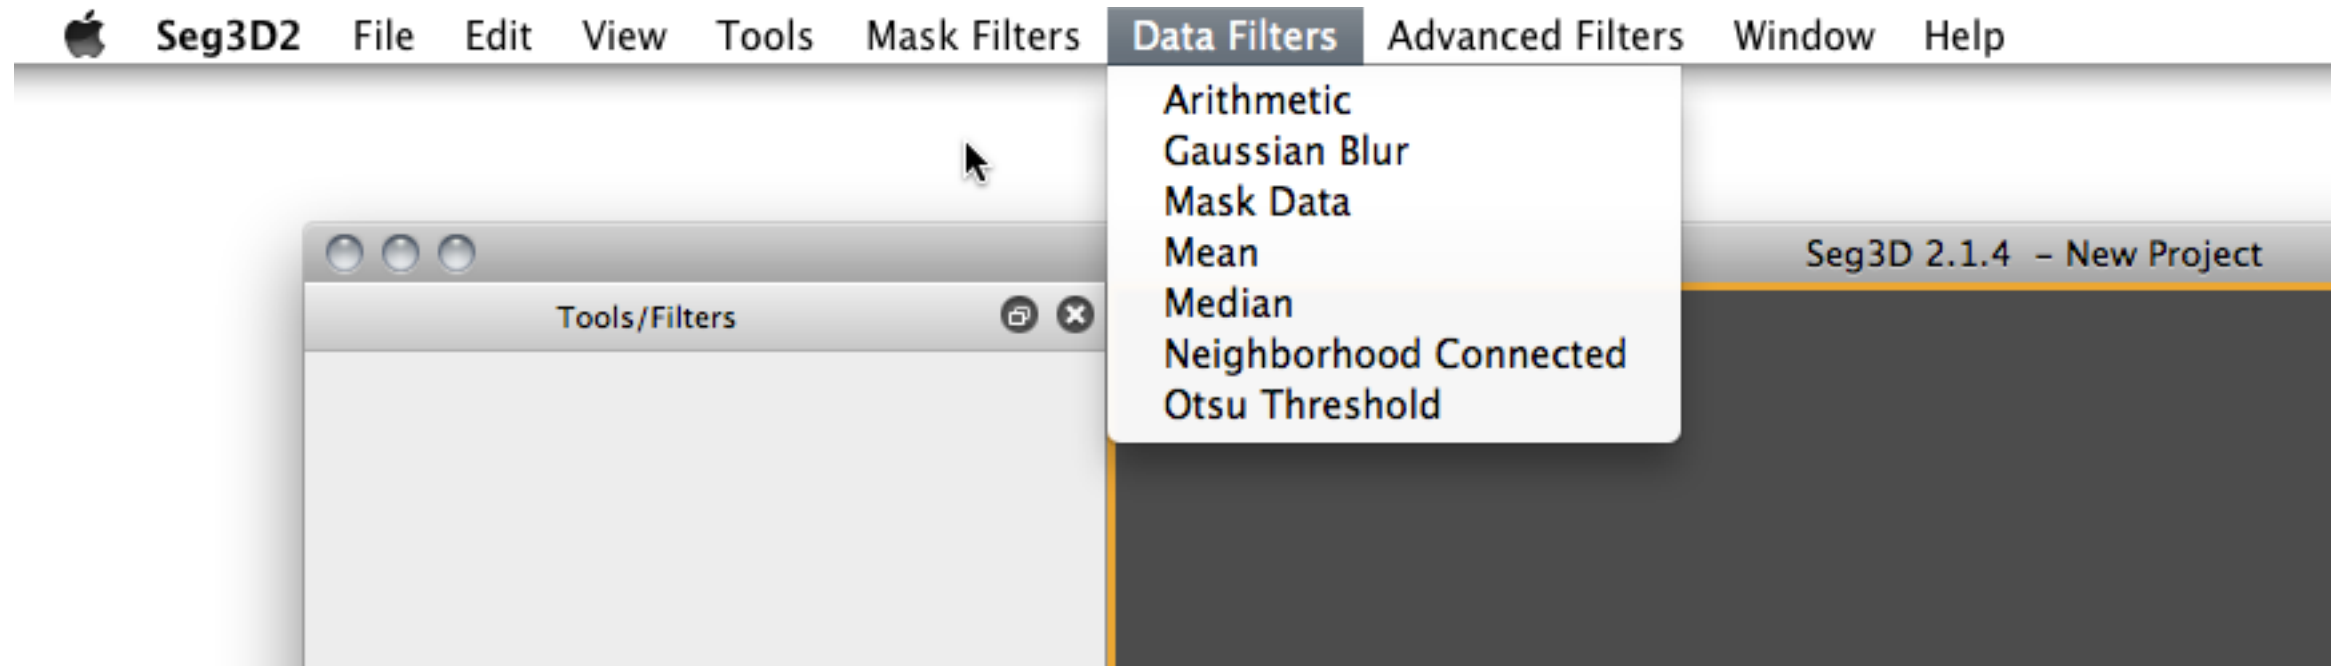 Seg3D2 File Edit View Tools Mask Filters Data Filters Advanced Filters Window Help
Arithmetic
Gaussian Blur
Mask Data
Mean
Median
Neighborhood Connected
Otsu Threshold
Seg3D 2.1.4 – New Project
Tools/Filters